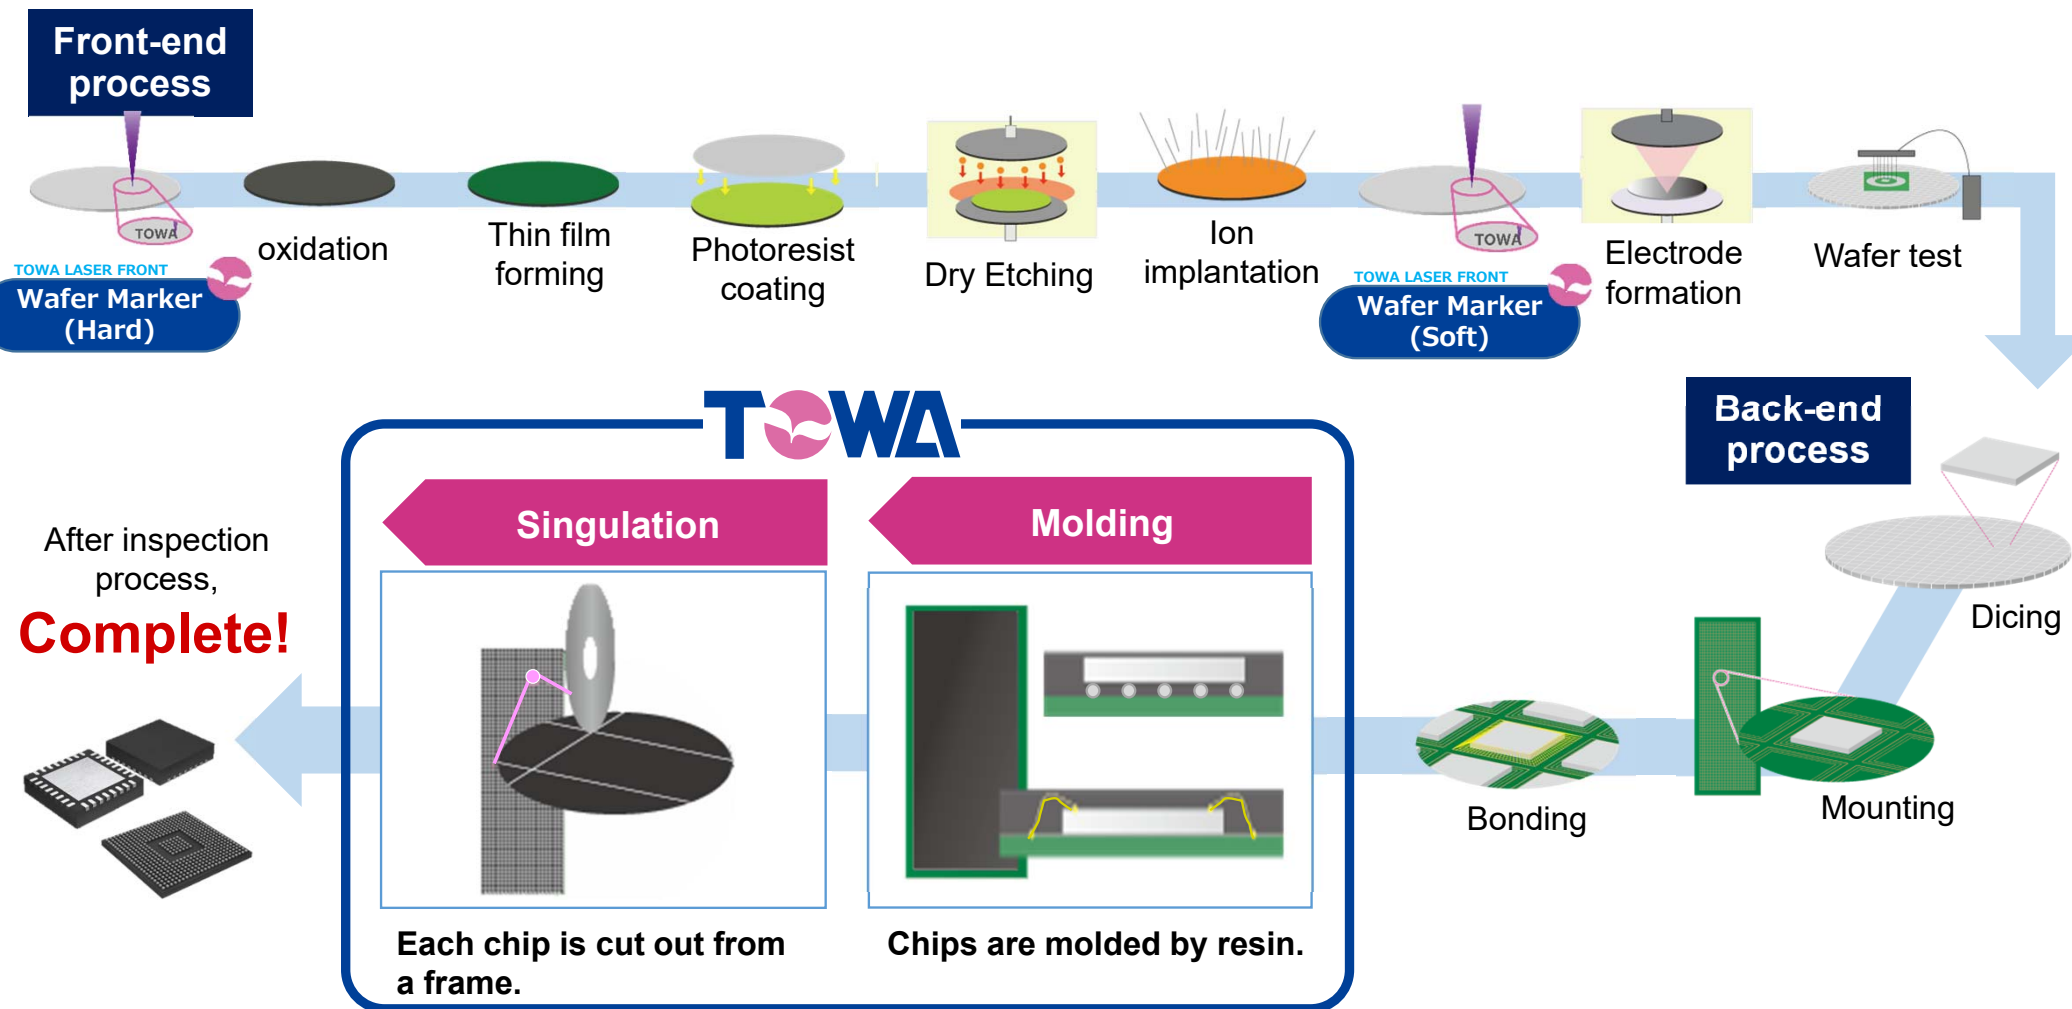 Front-end
process
TOWA
TOWA LASER FRONT
Wafer Marker
(Hard)
oxidation
Thin film
forming
Photoresist
coating
Dry Etching
Ion
implantation
TOWA
TOWA LASER FRONT
Wafer Marker
(Soft)
Electrode
formation
Wafer test
Back-end
process
Dicing
Mounting
Bonding
TOWA
Molding
Chips are molded by resin.
Singulation
Each chip is cut out from
a frame.
After inspection
process,
Complete!